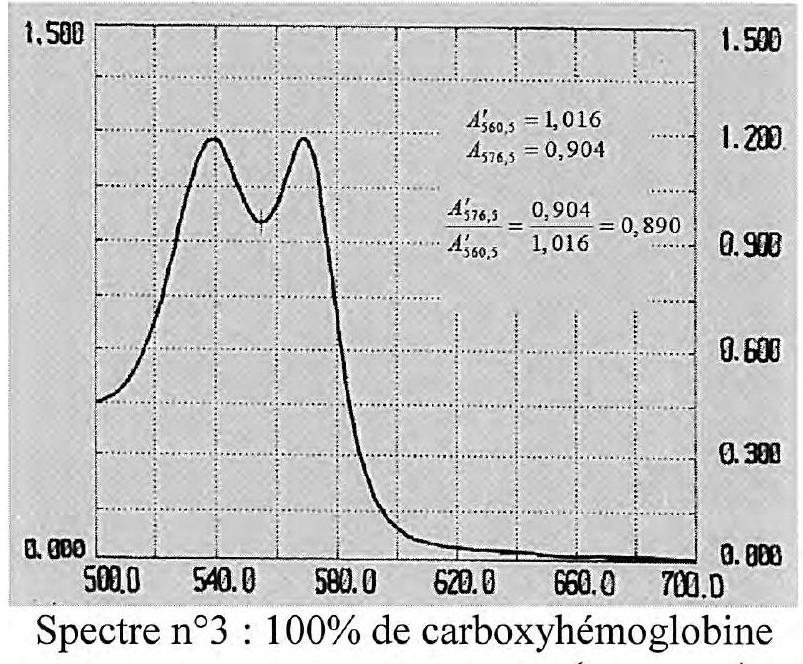 1.500 1.500
A'560,5 = 1,016
A576,5 = 0,904
1.200
A'576,5 / A'560,5 = 0,904 / 1,016 = 0,890
0.900
0.600
0.300
0.000 0.000
500.0 540.0 580.0 620.0 660.0 700.0
Spectre n°3 : 100% de carboxyhémoglobine